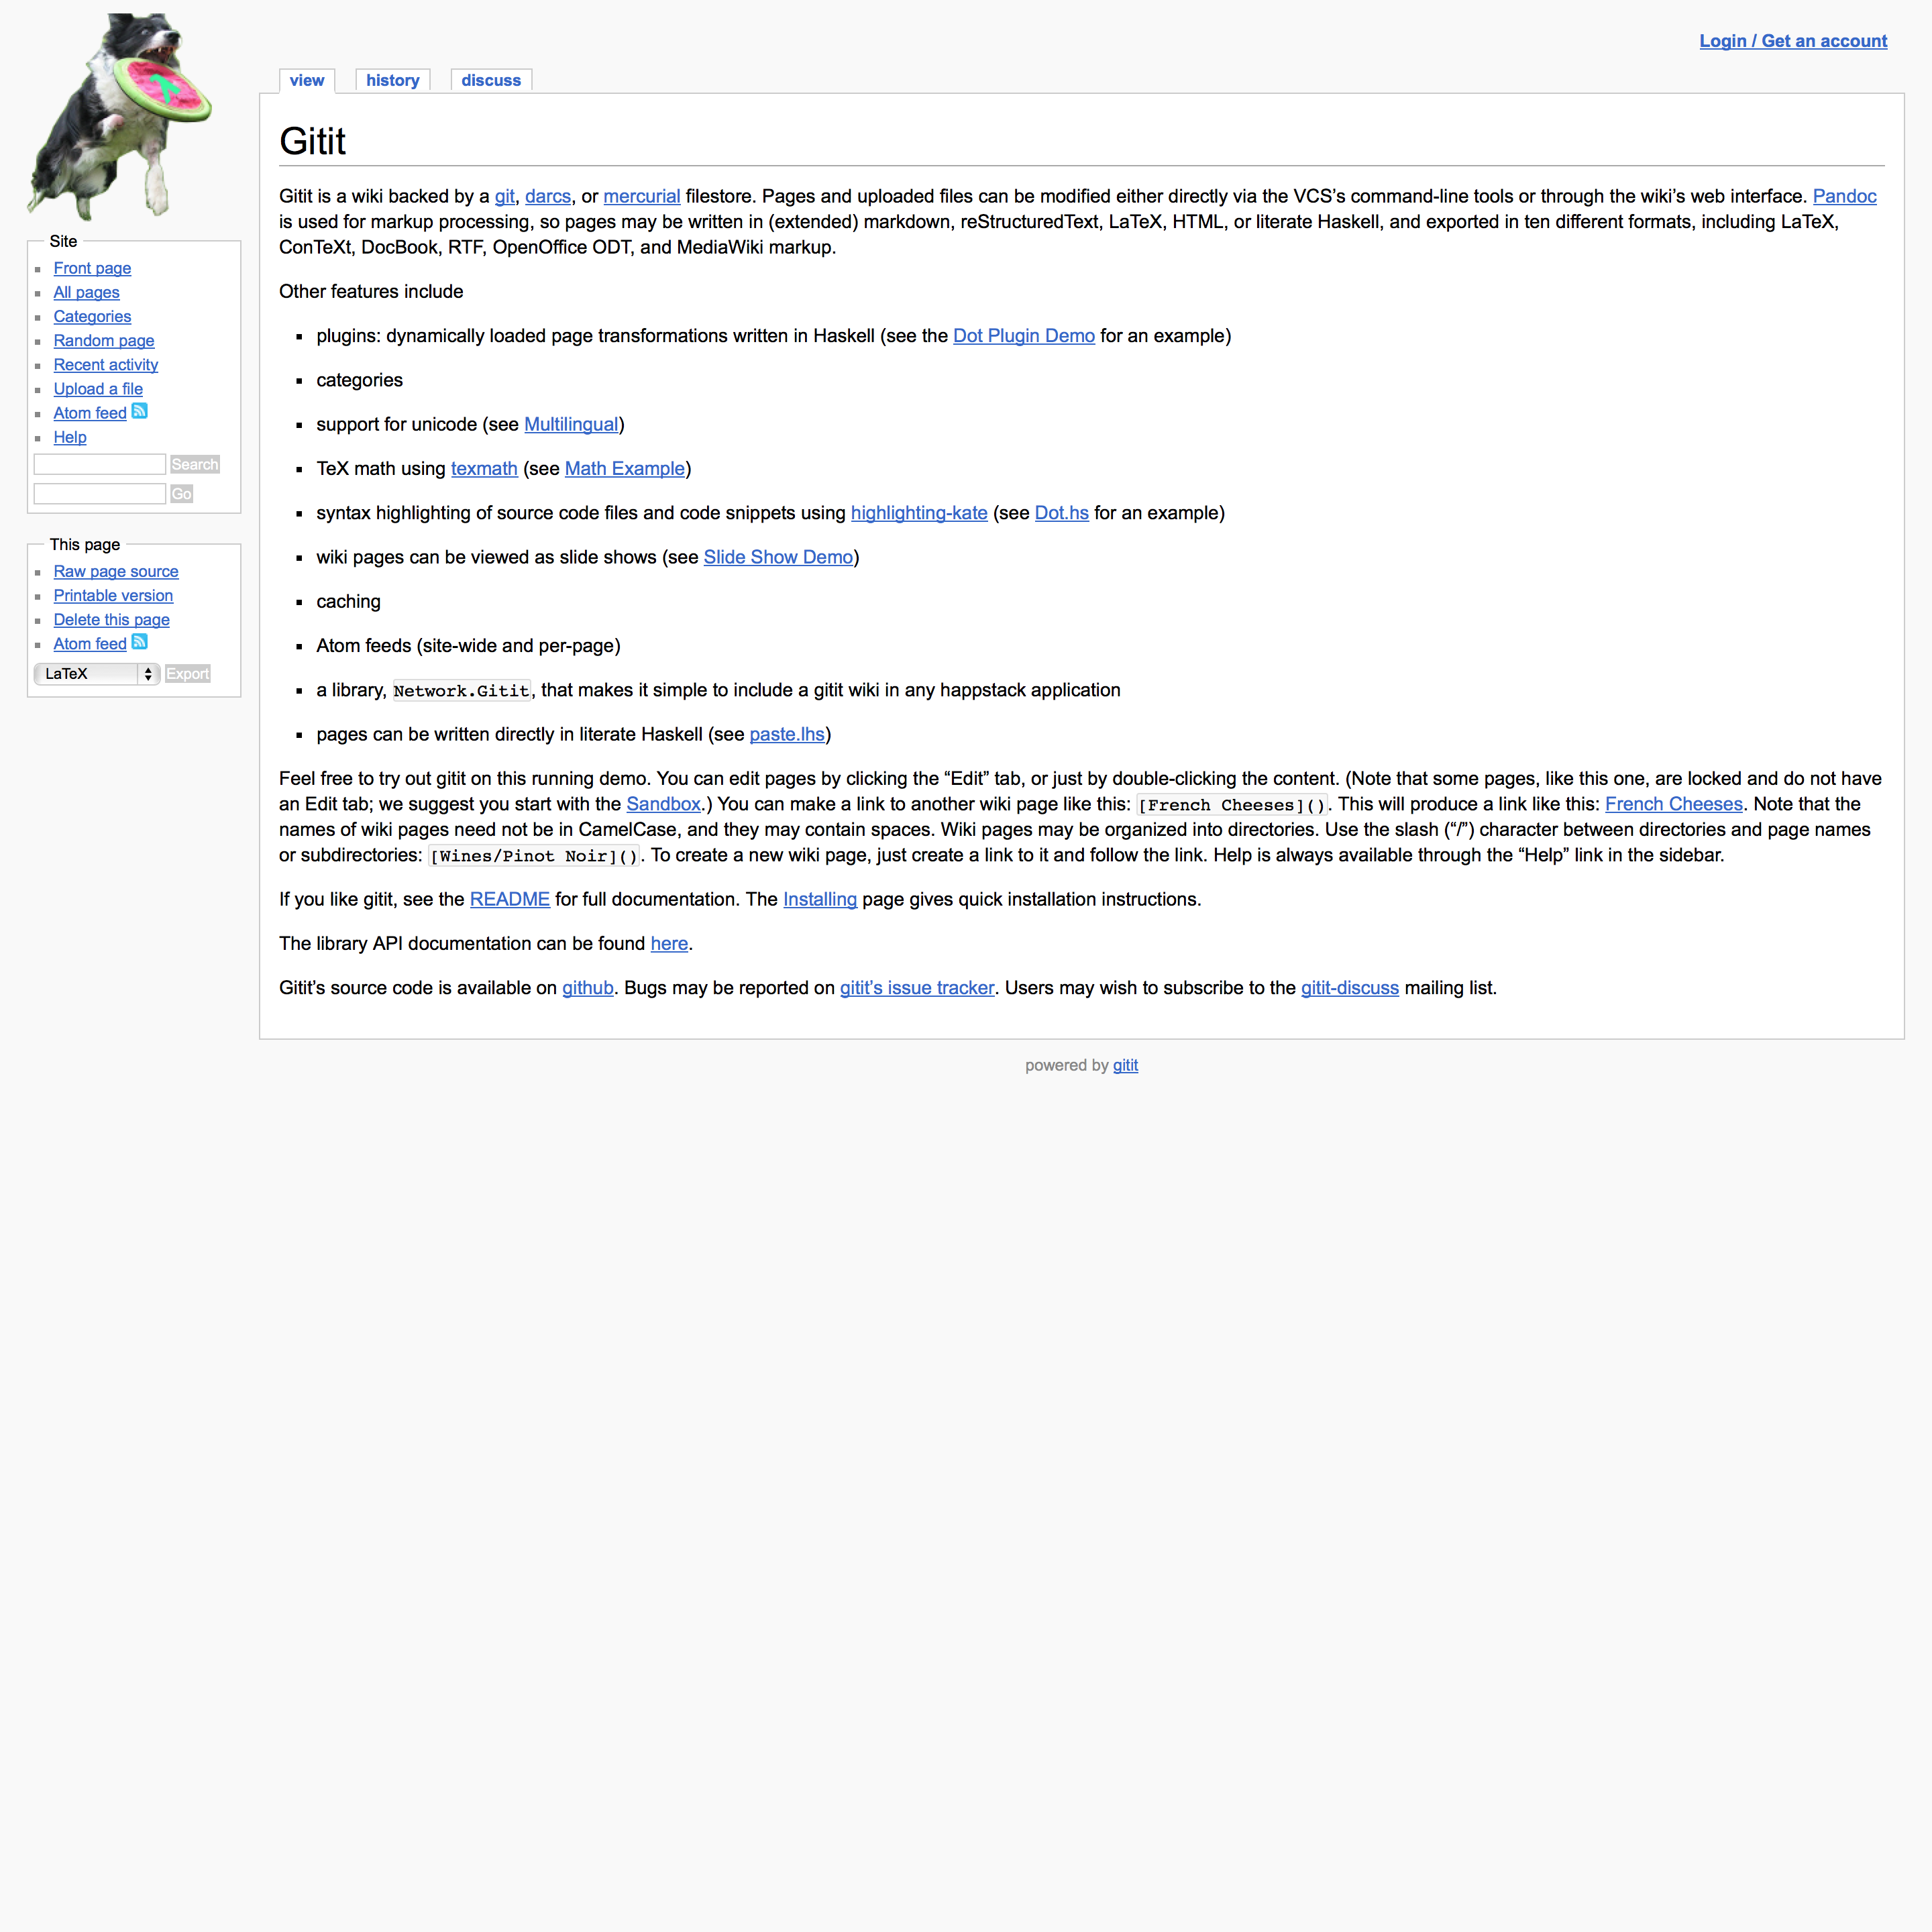 Login / Get an account
view history discuss
Site
Front page
All pages
Categories
Random page
Recent activity
Upload a file
Atom feed
Help
Search
Go
This page
Raw page source
Printable version
Delete this page
Atom feed
LaTeX Export
Gitit
Gitit is a wiki backed by a git, darcs, or mercurial filestore. Pages and uploaded files can be modified either directly via the VCS’s command-line tools or through the wiki’s web interface. Pandoc
is used for markup processing, so pages may be written in (extended) markdown, reStructuredText, LaTeX, HTML, or literate Haskell, and exported in ten different formats, including LaTeX,
ConTeXt, DocBook, RTF, OpenOffice ODT, and MediaWiki markup.
Other features include
plugins: dynamically loaded page transformations written in Haskell (see the Dot Plugin Demo for an example)
categories
support for unicode (see Multilingual)
TeX math using texmath (see Math Example)
syntax highlighting of source code files and code snippets using highlighting-kate (see Dot.hs for an example)
wiki pages can be viewed as slide shows (see Slide Show Demo)
caching
Atom feeds (site-wide and per-page)
a library, Network.Gitit, that makes it simple to include a gitit wiki in any happstack application
pages can be written directly in literate Haskell (see paste.lhs)
Feel free to try out gitit on this running demo. You can edit pages by clicking the “Edit” tab, or just by double-clicking the content. (Note that some pages, like this one, are locked and do not have
an Edit tab; we suggest you start with the Sandbox.) You can make a link to another wiki page like this: [French Cheeses](). This will produce a link like this: French Cheeses. Note that the
names of wiki pages need not be in CamelCase, and they may contain spaces. Wiki pages may be organized into directories. Use the slash (“/”) character between directories and page names
or subdirectories: [Wines/Pinot Noir](). To create a new wiki page, just create a link to it and follow the link. Help is always available through the “Help” link in the sidebar.
If you like gitit, see the README for full documentation. The Installing page gives quick installation instructions.
The library API documentation can be found here.
Gitit’s source code is available on github. Bugs may be reported on gitit’s issue tracker. Users may wish to subscribe to the gitit-discuss mailing list.
powered by gitit